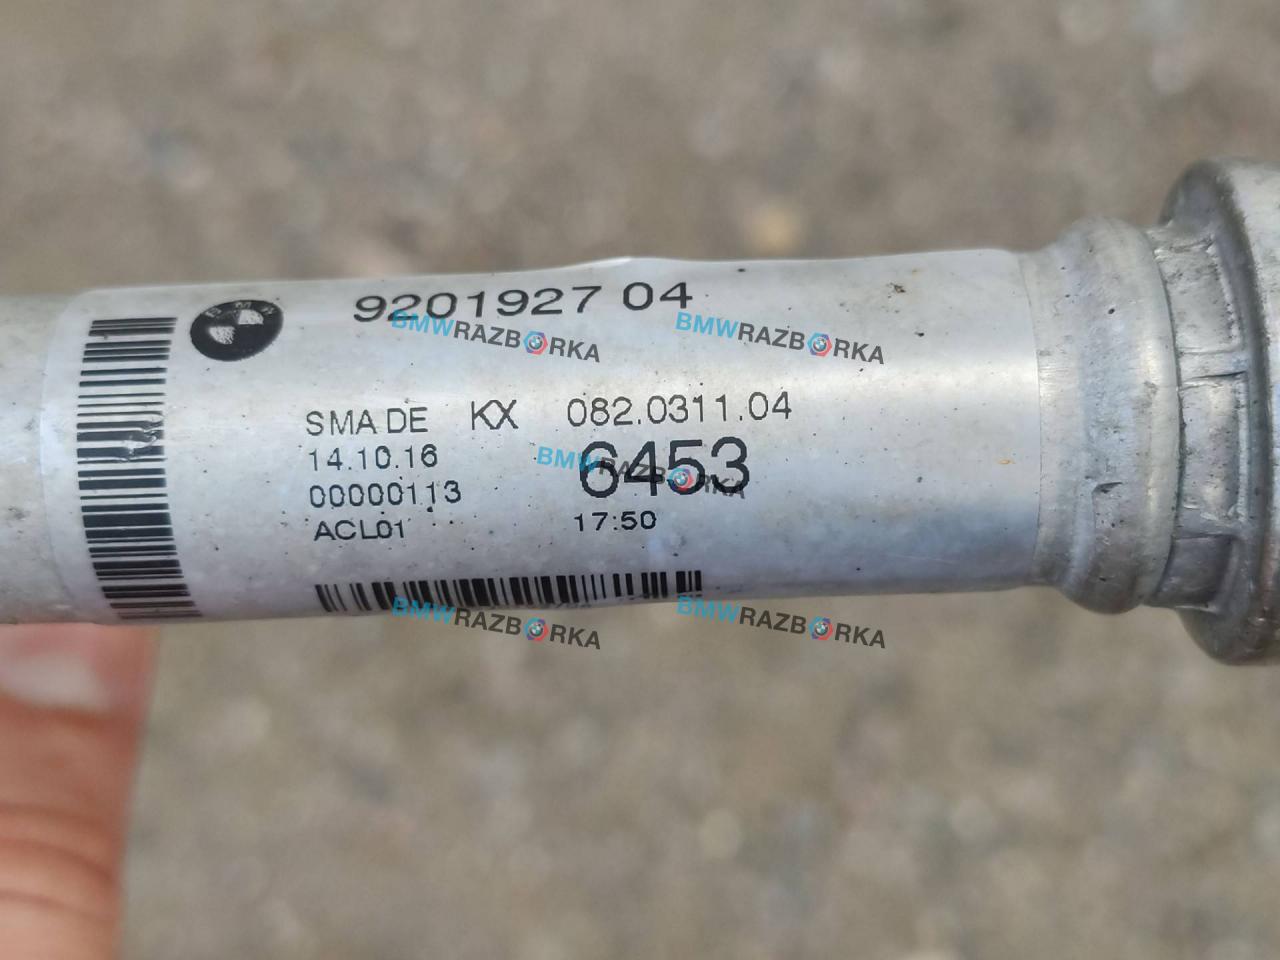 BMW
9201927 04
BMWRAZBORKA BMWRAZBORKA
SMA DE KX 082.0311.04
14.10.16 6453
BMWRAZBORKA
00000113
ACL01 17:50
BMWRAZBORKA BMWRAZBORKA